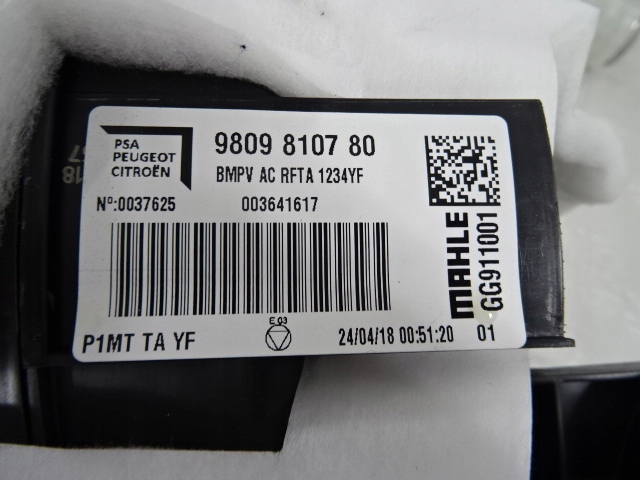 PSA
PEUGEOT
CITROËN
9809 8107 80
BMPV AC RFTA 1234YF
Nº:0037625
003641617
MAHLE
GG911001
E 03
P1MT TA YF
24/04/18 00:51:20
01